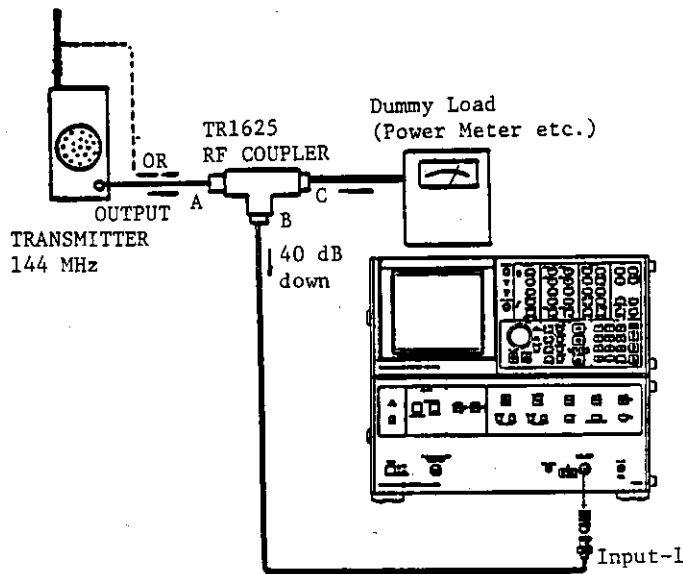 Dummy Load
(Power Meter etc.)
TR1625
RF COUPLER
OR
OUTPUT
A
B
C
TRANSMITTER
144 MHz
40 dB
down
Input-1